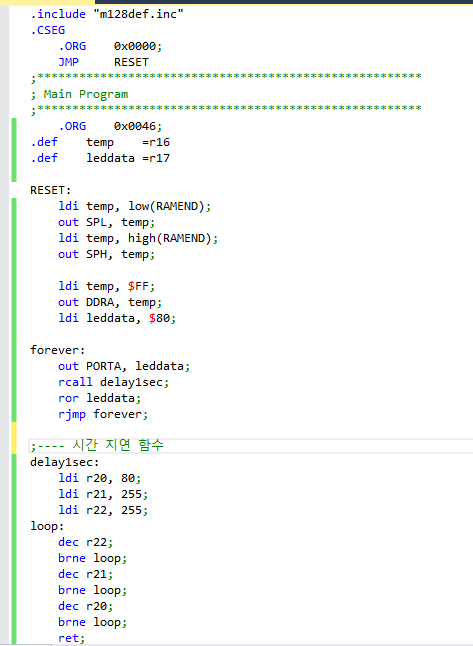 .include "m128def.inc"
.CSEG
.ORG 0x0000;
JMP RESET
;*******************************************************
; Main Program
;*******************************************************
.ORG 0x0046;
.def temp =r16
.def leddata =r17
RESET:
ldi temp, low(RAMEND);
out SPL, temp;
ldi temp, high(RAMEND);
out SPH, temp;
ldi temp, $FF;
out DDRA, temp;
ldi leddata, $80;
forever:
out PORTA, leddata;
rcall delay1sec;
ror leddata;
rjmp forever;
;---- 시간 지연 함수
delay1sec:
ldi r20, 80;
ldi r21, 255;
ldi r22, 255;
loop:
dec r22;
brne loop;
dec r21;
brne loop;
dec r20;
brne loop;
ret;